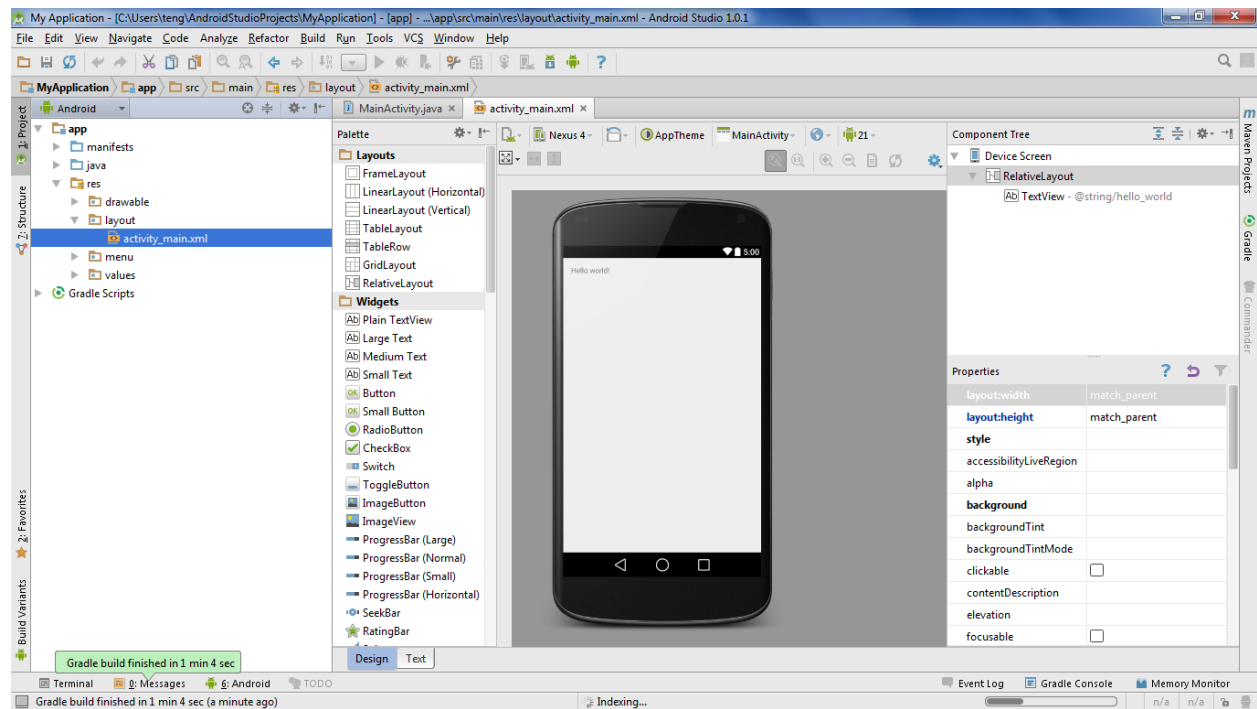 My Application - [C:\Users\teng\AndroidStudioProjects\MyApplication] - [app] - ...\app\src\main\res\layout\activity_main.xml - Android Studio 1.0.1
File Edit View Navigate Code Analyze Refactor Build Run Tools VCS Window Help
MyApplication app src main res layout activity_main.xml
1: Project
Z: Structure
2: Favorites
Build Variants
Android
app
manifests
java
res
drawable
layout
activity_main.xml
menu
values
Gradle Scripts
MainActivity.java activity_main.xml
Palette
Layouts
FrameLayout
LinearLayout (Horizontal)
LinearLayout (Vertical)
TableLayout
TableRow
GridLayout
RelativeLayout
Widgets
Ab Plain TextView
Ab Large Text
Ab Medium Text
Ab Small Text
OK Button
OK Small Button
RadioButton
CheckBox
Switch
ToggleButton
ImageButton
ImageView
ProgressBar (Large)
ProgressBar (Normal)
ProgressBar (Small)
ProgressBar (Horizontal)
SeekBar
RatingBar
Nexus 4 AppTheme MainActivity 21
5:00
Hello world!
Design Text
Component Tree
Device Screen
RelativeLayout
Ab TextView - @string/hello_world
Properties
layout:width match_parent
layout:height match_parent
style
accessibilityLiveRegion
alpha
background
backgroundTint
backgroundTintMode
clickable
contentDescription
elevation
focusable
m Maven Projects
Gradle
Commander
Gradle build finished in 1 min 4 sec
Terminal 0: Messages 6: Android TODO Event Log Gradle Console Memory Monitor
Gradle build finished in 1 min 4 sec (a minute ago) Indexing... n/a n/a